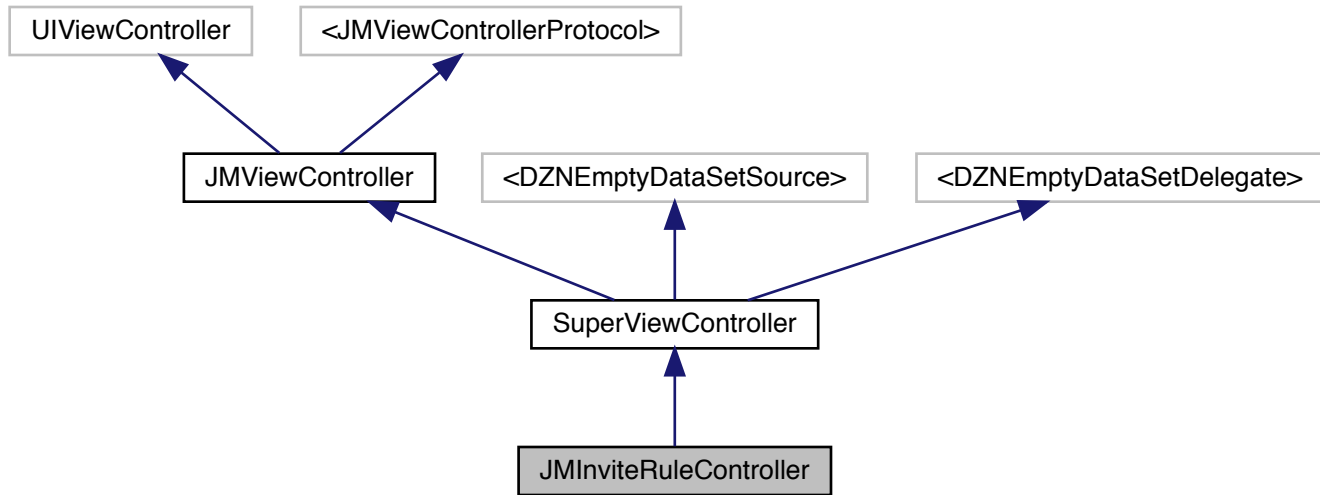 UIViewController
<JMViewControllerProtocol>
JMViewController
<DZNEmptyDataSetSource>
<DZNEmptyDataSetDelegate>
SuperViewController
JMInviteRuleController